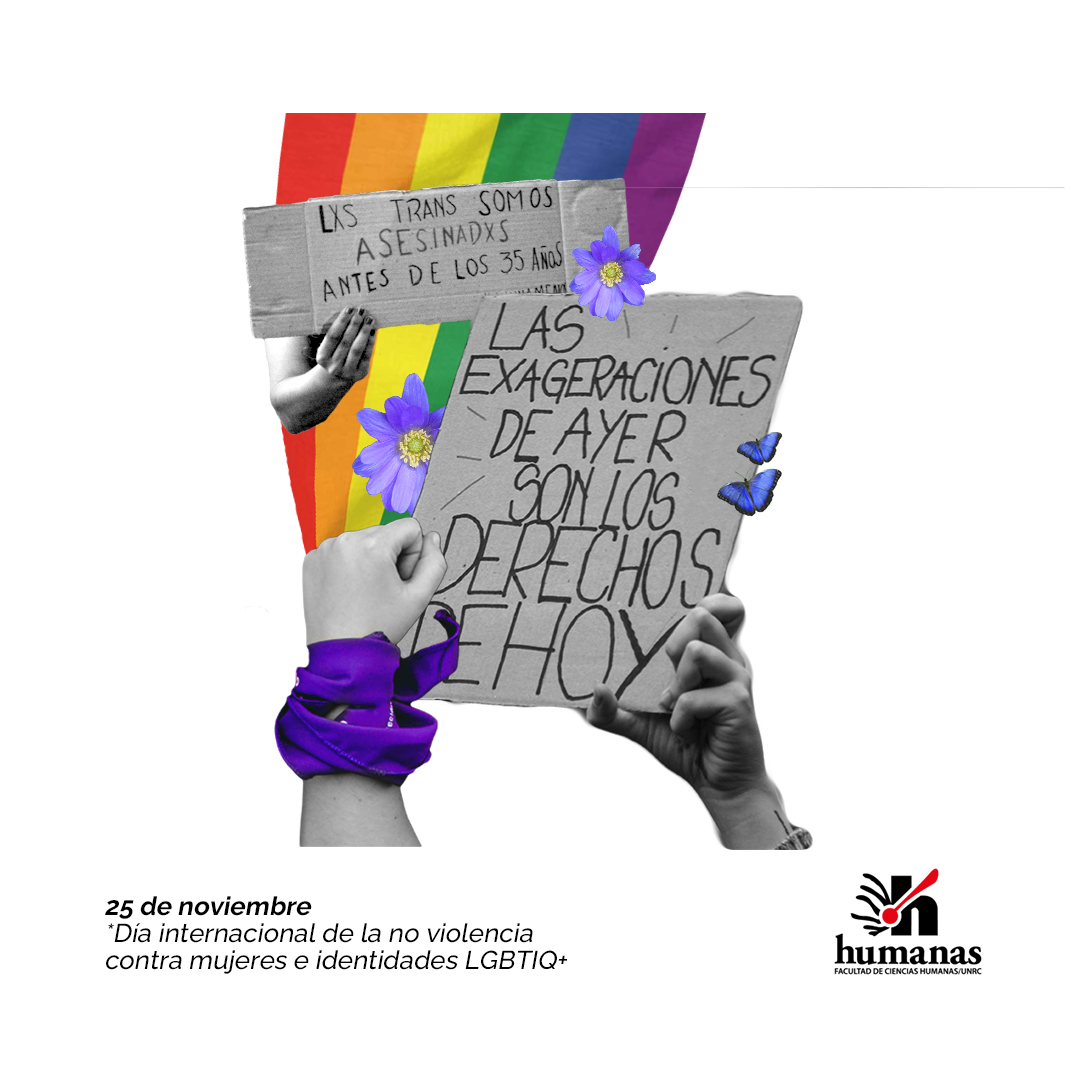 LXS TRANS SOMOS
ASESINADXS
ANTES DE LOS 35 AÑOS
LAS
EXAGERACIONES
DE AYER
SON LOS
DERECHOS
DE HOY
25 de noviembre
*Día internacional de la no violencia
contra mujeres e identidades LGBTIQ+
humanas
FACULTAD DE CIENCIAS HUMANAS/UNRC